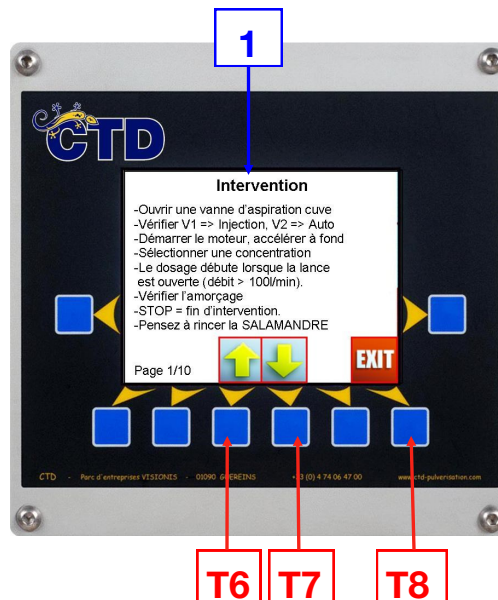 1
CTD
Intervention
-Ouvrir une vanne d'aspiration cuve
-Vérifier V1 => Injection, V2 => Auto
-Démarrer le moteur, accélérer à fond
-Sélectionner une concentration
-Le dosage débute lorsque la lance
est ouverte (débit > 100l/min).
-Vérifier l'amorçage
-STOP = fin d'intervention.
-Pensez à rincer la SALAMANDRE
Page 1/10
EXIT
CTD - Parc d'entreprises VISIONIS - 01090 GUEREINS - +33 (0) 4 74 06 47 00 www.ctd-pulverisation.com
T6 T7 T8